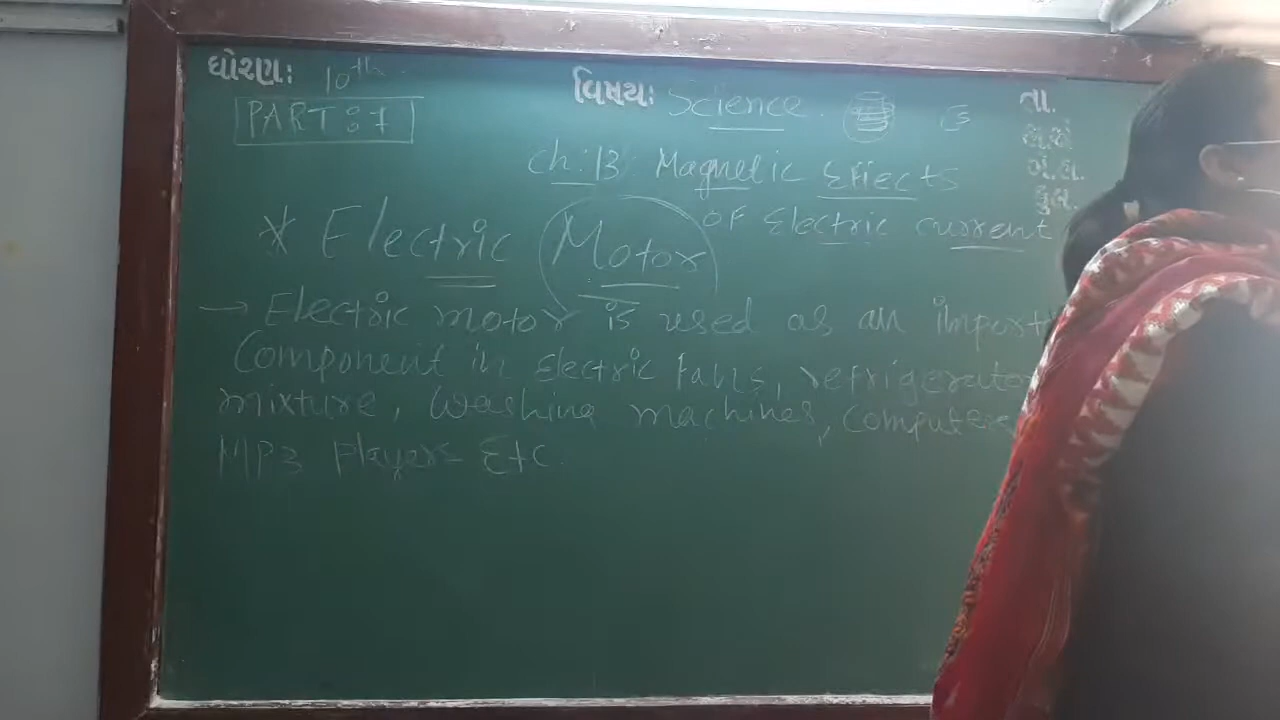 ધોરણ: 10th
વિષય: Science.
તા.
PART : 7
Ch: 13 Magnetic Effects
OF Electric current
* Electric Motor
→ Electric motor is used as an import
Component in Electric Fans, refrigerator
mixture, Washing machines, Computers
MP3 Players Etc.